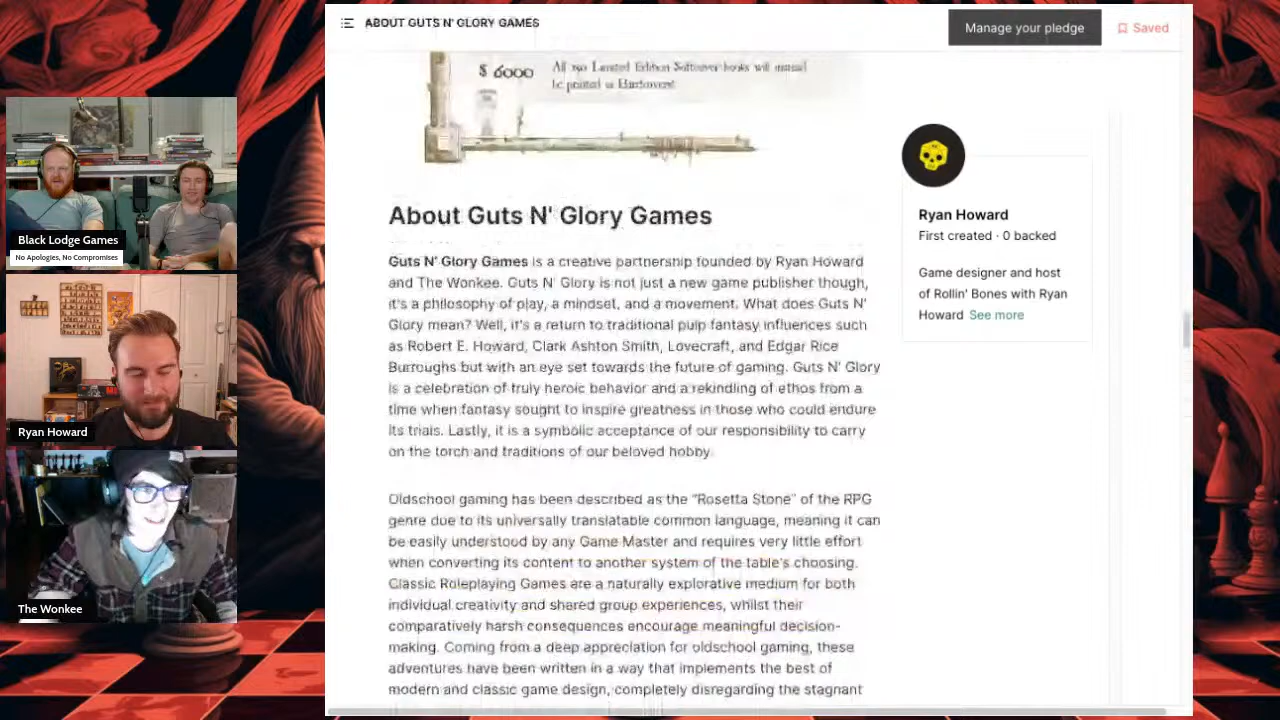 ABOUT GUTS N' GLORY GAMES
Manage your pledge
Saved
$ 6000
All 290 Limited Edition Softcover books will instead
be printed as Hardcovers!
Black Lodge Games
No Apologies, No Compromises
Ryan Howard
The Wonkee
About Guts N' Glory Games
Guts N' Glory Games is a creative partnership founded by Ryan Howard
and The Wonkee. Guts N' Glory is not just a new game publisher though,
it's a philosophy of play, a mindset, and a movement. What does Guts N'
Glory mean? Well, it's a return to traditional pulp fantasy influences such
as Robert E. Howard, Clark Ashton Smith, Lovecraft, and Edgar Rice
Burroughs but with an eye set towards the future of gaming. Guts N' Glory
is a celebration of truly heroic behavior and a rekindling of ethos from a
time when fantasy sought to inspire greatness in those who could endure
its trials. Lastly, it is a symbolic acceptance of our responsibility to carry
on the torch and traditions of our beloved hobby.
Oldschool gaming has been described as the "Rosetta Stone" of the RPG
genre due to its universally translatable common language, meaning it can
be easily understood by any Game Master and requires very little effort
when converting its content to another system of the table's choosing.
Classic Roleplaying Games are a naturally explorative medium for both
individual creativity and shared group experiences, whilst their
comparatively harsh consequences encourage meaningful decision-
making. Coming from a deep appreciation for oldschool gaming, these
adventures have been written in a way that implements the best of
modern and classic game design, completely disregarding the stagnant
Ryan Howard
First created · 0 backed
Game designer and host
of Rollin' Bones with Ryan
Howard See more